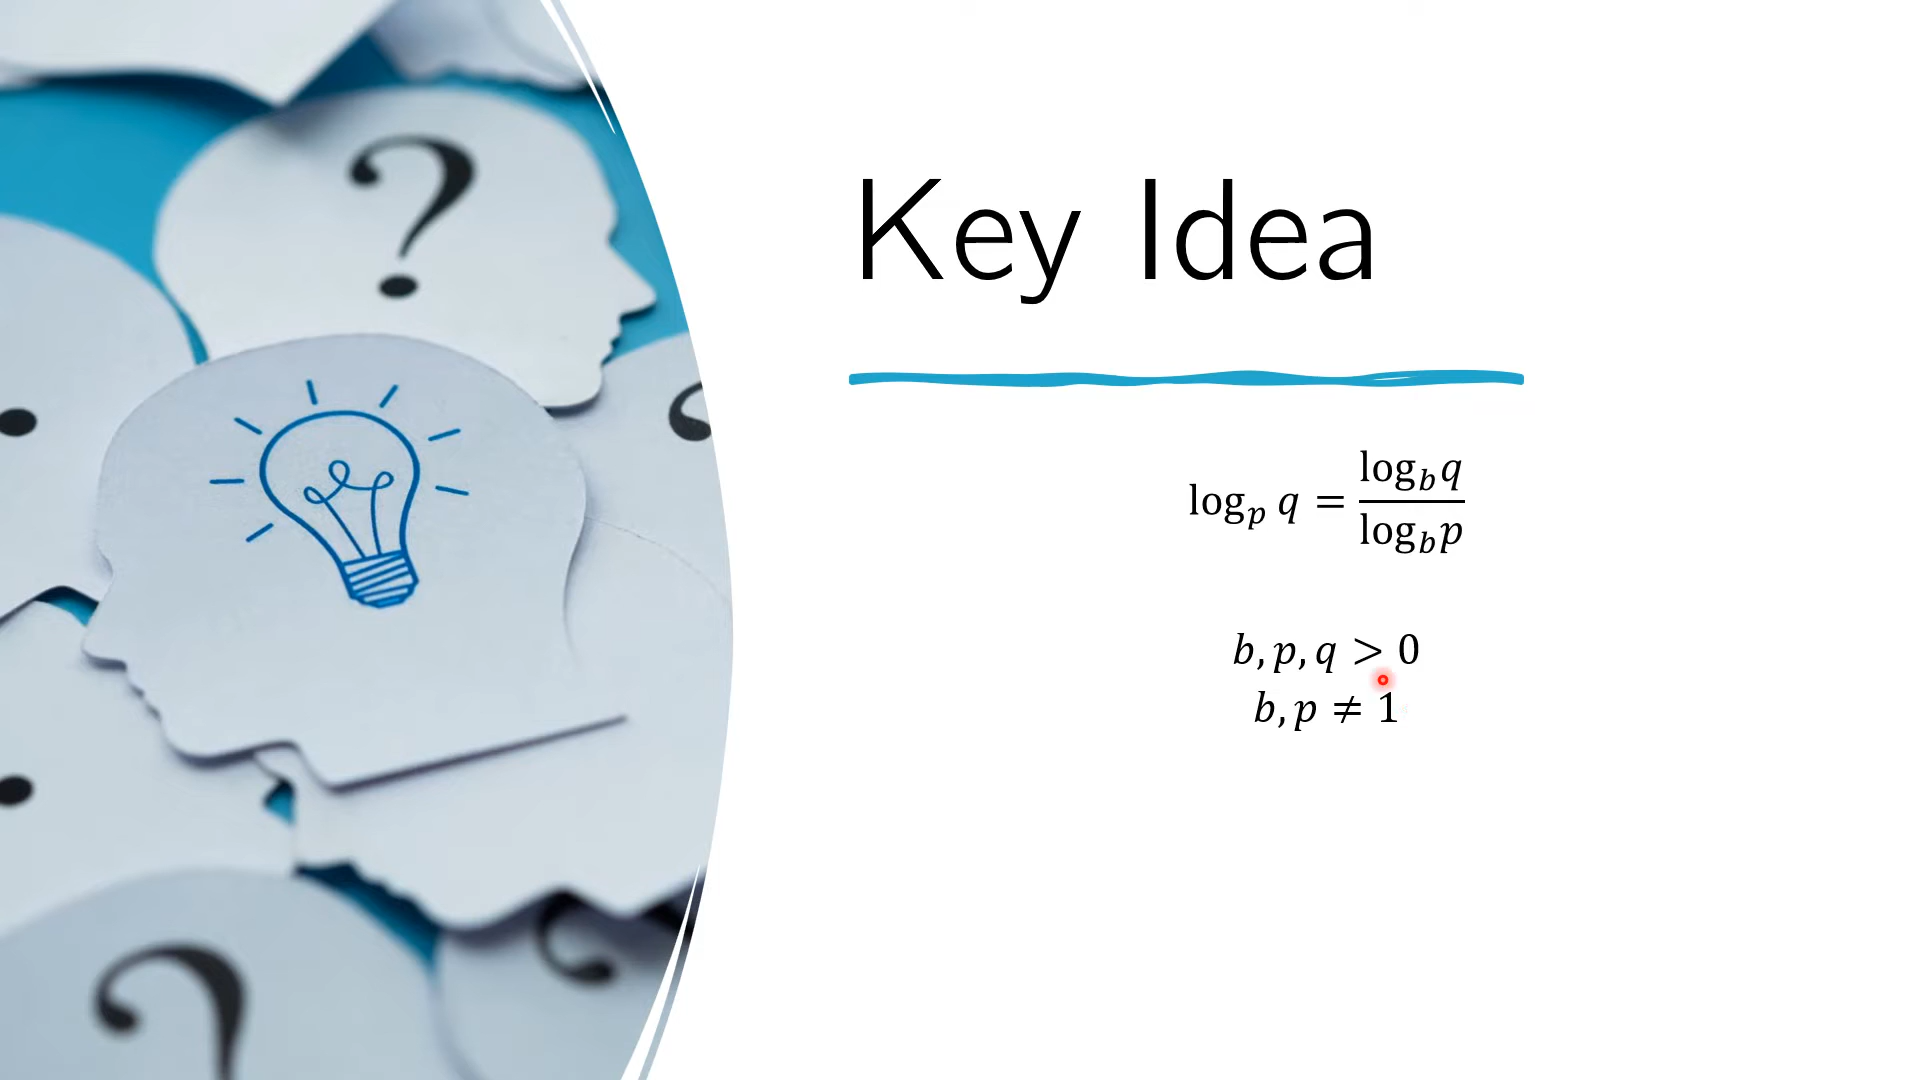 Key Idea
log_p q = log_b q / log_b p
b, p, q > 0
b, p ≠ 1
?
?